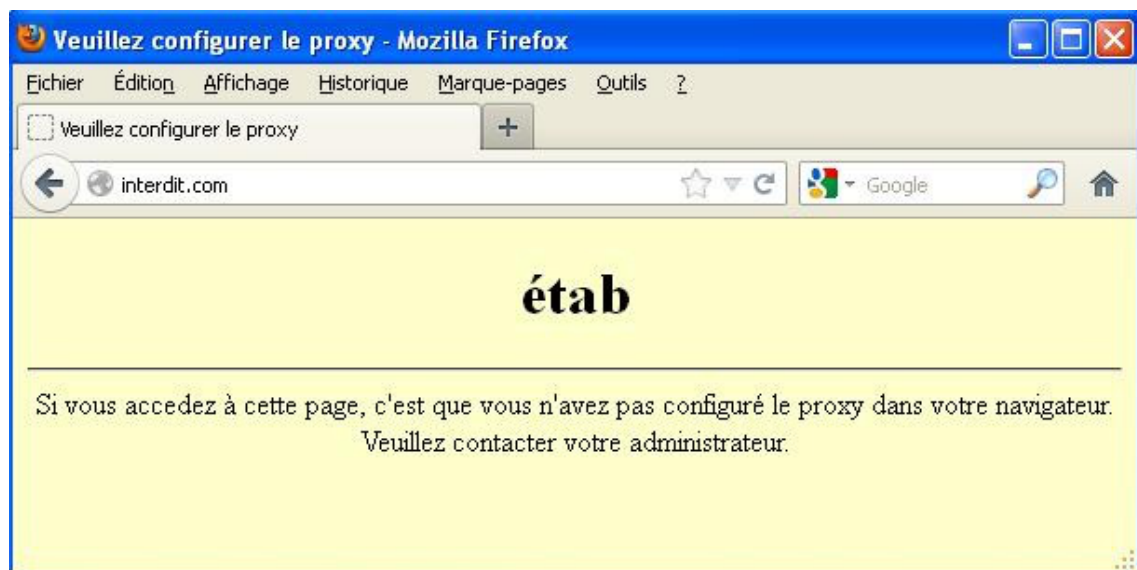 Veuillez configurer le proxy - Mozilla Firefox
Fichier Édition Affichage Historique Marque-pages Outils ?
Veuillez configurer le proxy +
interdit.com Google
étab
Si vous accedez à cette page, c'est que vous n'avez pas configuré le proxy dans votre navigateur.
Veuillez contacter votre administrateur.